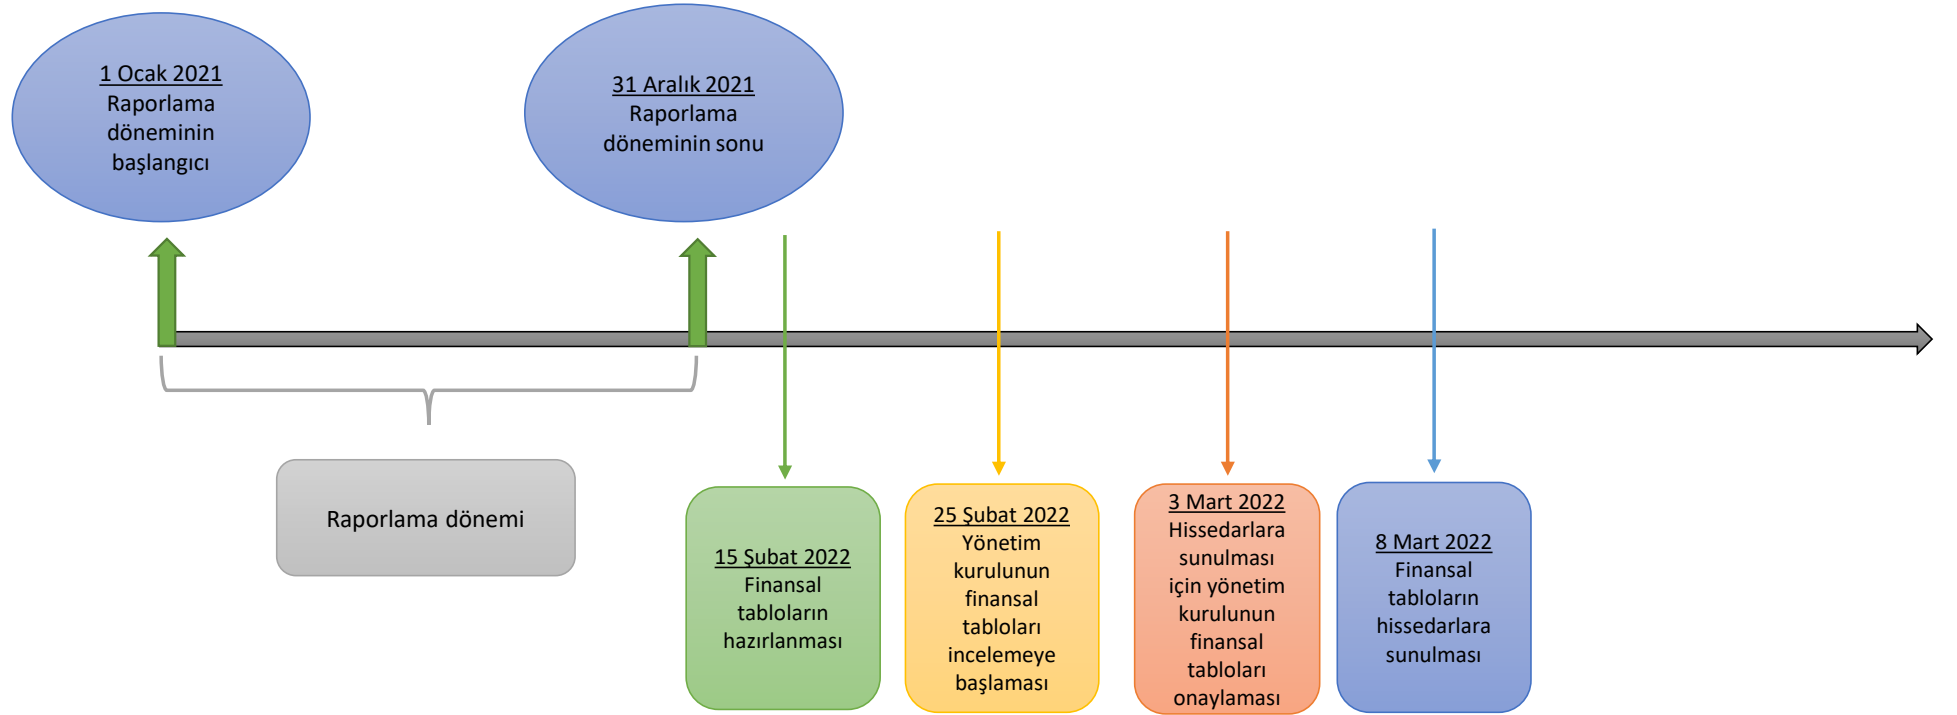 1 Ocak 2021
Raporlama
döneminin
başlangıcı
31 Aralık 2021
Raporlama
döneminin sonu
Raporlama dönemi
15 Şubat 2022
Finansal
tabloların
hazırlanması
25 Şubat 2022
Yönetim
kurulunun
finansal
tabloları
incelemeye
başlaması
3 Mart 2022
Hissedarlara
sunulması
için yönetim
kurulunun
finansal
tabloları
onaylaması
8 Mart 2022
Finansal
tabloların
hissedarlara
sunulması